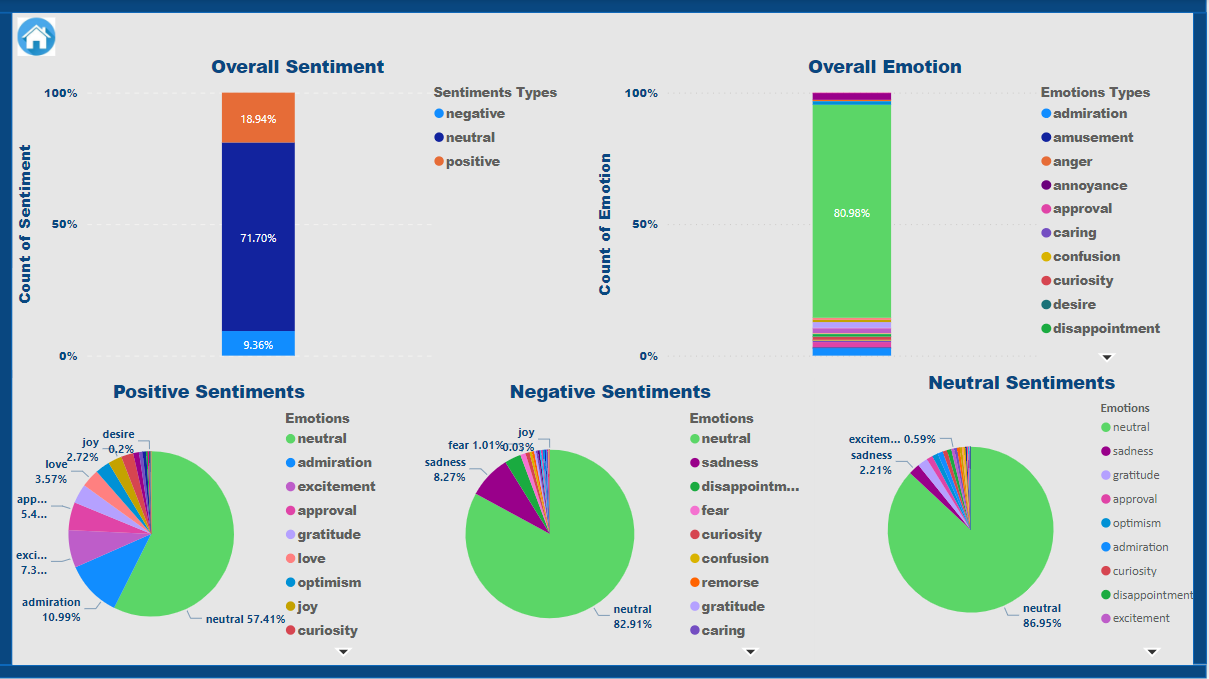 Overall Sentiment
100%
50%
0%
Count of Sentiment
18.94%
71.70%
9.36%
Sentiments Types
negative
neutral
positive
Overall Emotion
100%
50%
0%
Count of Emotion
80.98%
Emotions Types
admiration
amusement
anger
annoyance
approval
caring
confusion
curiosity
desire
disappointment
Positive Sentiments
desire
0,2%
joy
2.72%
love
3.57%
app...
5.4...
exci...
7.3...
admiration
10.99%
neutral 57.41%
Emotions
neutral
admiration
excitement
approval
gratitude
love
optimism
joy
curiosity
Negative Sentiments
joy
0.03%
fear 1.01%
sadness
8.27%
neutral
82.91%
Emotions
neutral
sadness
disappointm...
fear
curiosity
confusion
remorse
gratitude
caring
Neutral Sentiments
excitem... 0.59%
sadness
2.21%
neutral
86.95%
Emotions
neutral
sadness
gratitude
approval
optimism
admiration
curiosity
disappointment
excitement